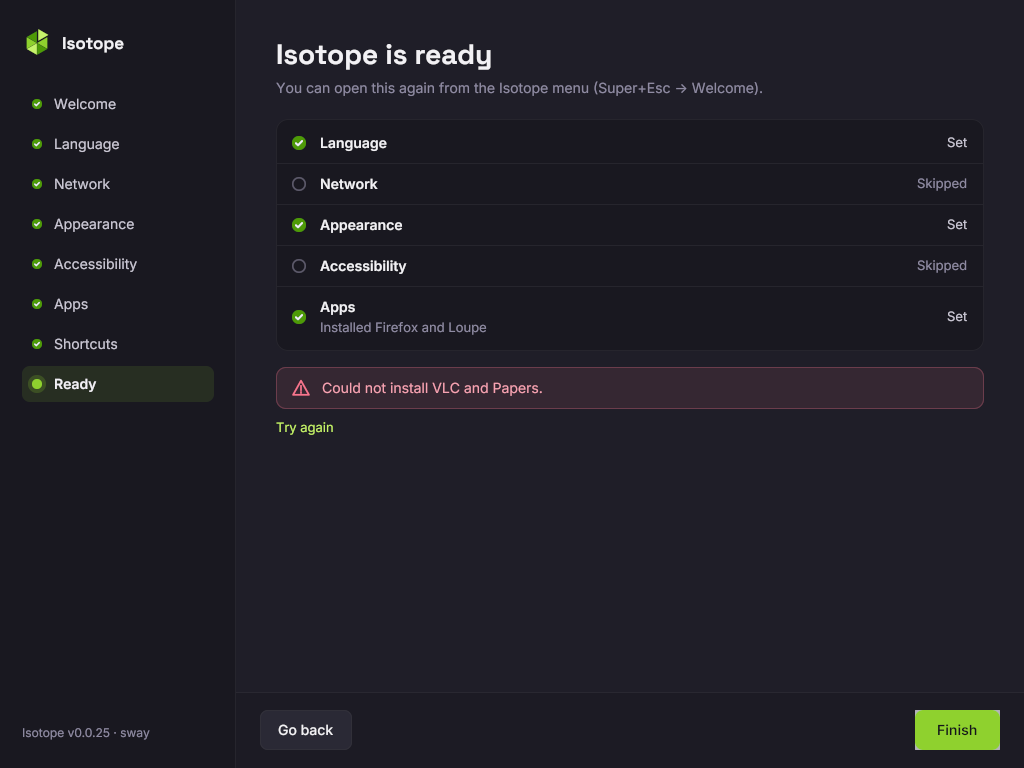 Isotope
Welcome
Language
Network
Appearance
Accessibility
Apps
Shortcuts
Ready
Isotope v0.0.25 · sway
Isotope is ready
You can open this again from the Isotope menu (Super+Esc → Welcome).
Language Set
Network Skipped
Appearance Set
Accessibility Skipped
Apps
Installed Firefox and Loupe
Set
Could not install VLC and Papers.
Try again
Go back
Finish